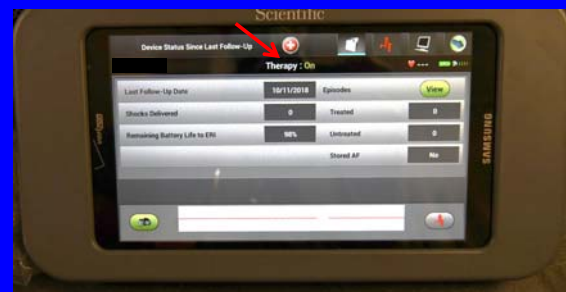 Scientific
Device Status Since Last Follow-Up
Therapy : On
Last Follow-Up Date 10/11/2018 Episodes View
Shocks Delivered 0 Treated 0
Remaining Battery Life to ERI 98% Untreated 0
Stored AF No
verizon
SAMSUNG